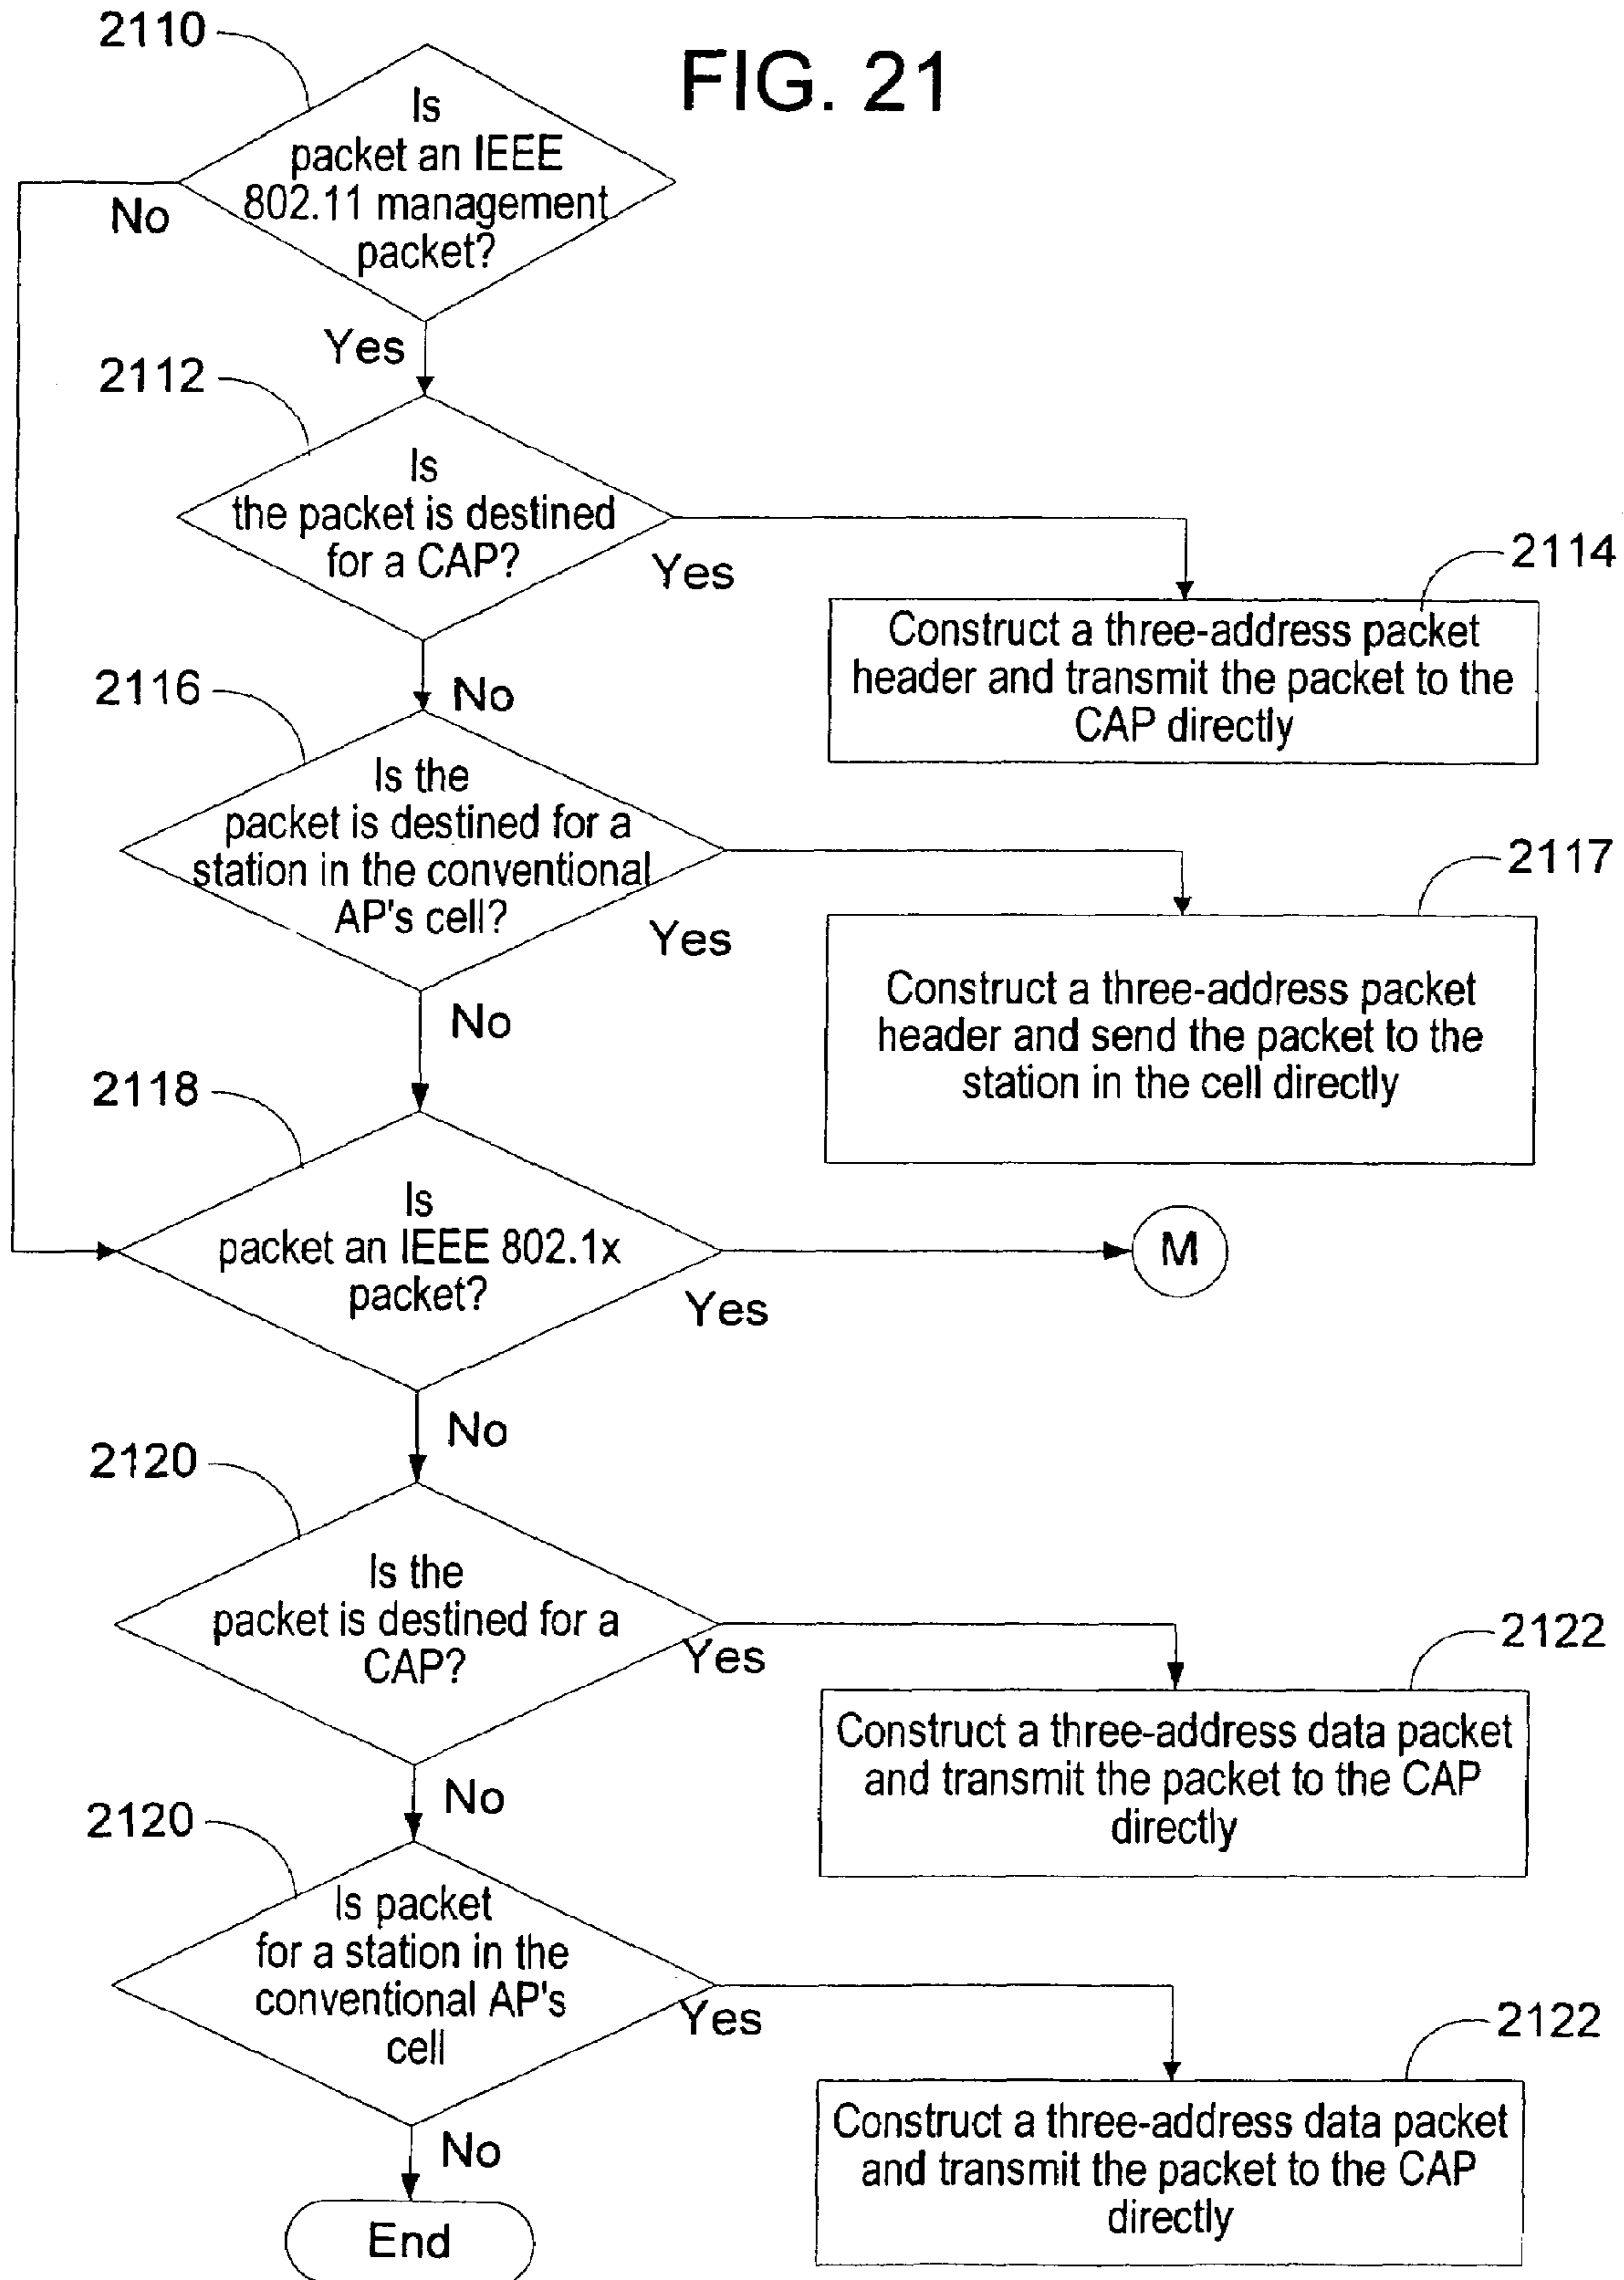 FIG. 21
2110
Is
packet an IEEE
802.11 management
packet?
No
Yes
2112
Is
the packet is destined
for a CAP?
Yes
2114
Construct a three-address packet
header and transmit the packet to the
CAP directly
No
2116
Is the
packet is destined for a
station in the conventional
AP's cell?
Yes
2117
Construct a three-address packet
header and send the packet to the
station in the cell directly
No
2118
Is
packet an IEEE 802.1x
packet?
Yes
M
No
2120
Is the
packet is destined for a
CAP?
Yes
2122
Construct a three-address data packet
and transmit the packet to the CAP
directly
No
2120
Is packet
for a station in the
conventional AP's
cell
Yes
2122
Construct a three-address data packet
and transmit the packet to the CAP
directly
No
End